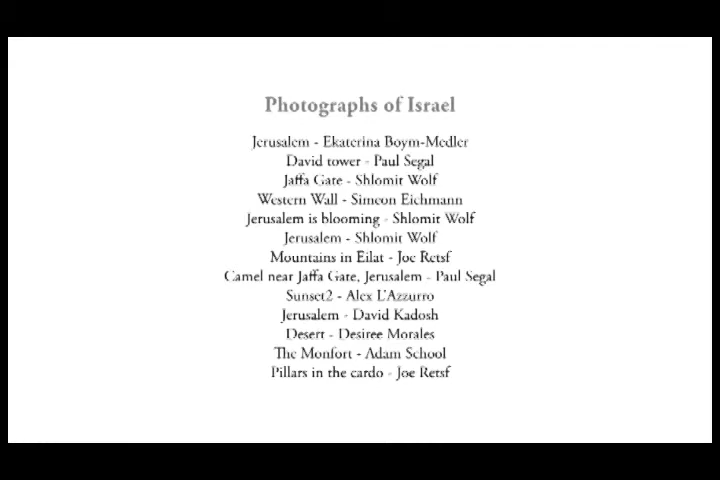 Photographs of Israel
Jerusalem - Ekaterina Boym-Medler
David tower - Paul Segal
Jaffa Gate - Shlomit Wolf
Western Wall - Simeon Eichmann
Jerusalem is blooming - Shlomit Wolf
Jerusalem - Shlomit Wolf
Mountains in Eilat - Joe Retsf
Camel near Jaffa Gate, Jerusalem - Paul Segal
Sunset2 - Alex L'Azzurro
Jerusalem - David Kadosh
Desert - Desiree Morales
The Monfort - Adam School
Pillars in the cardo - Joe Retsf